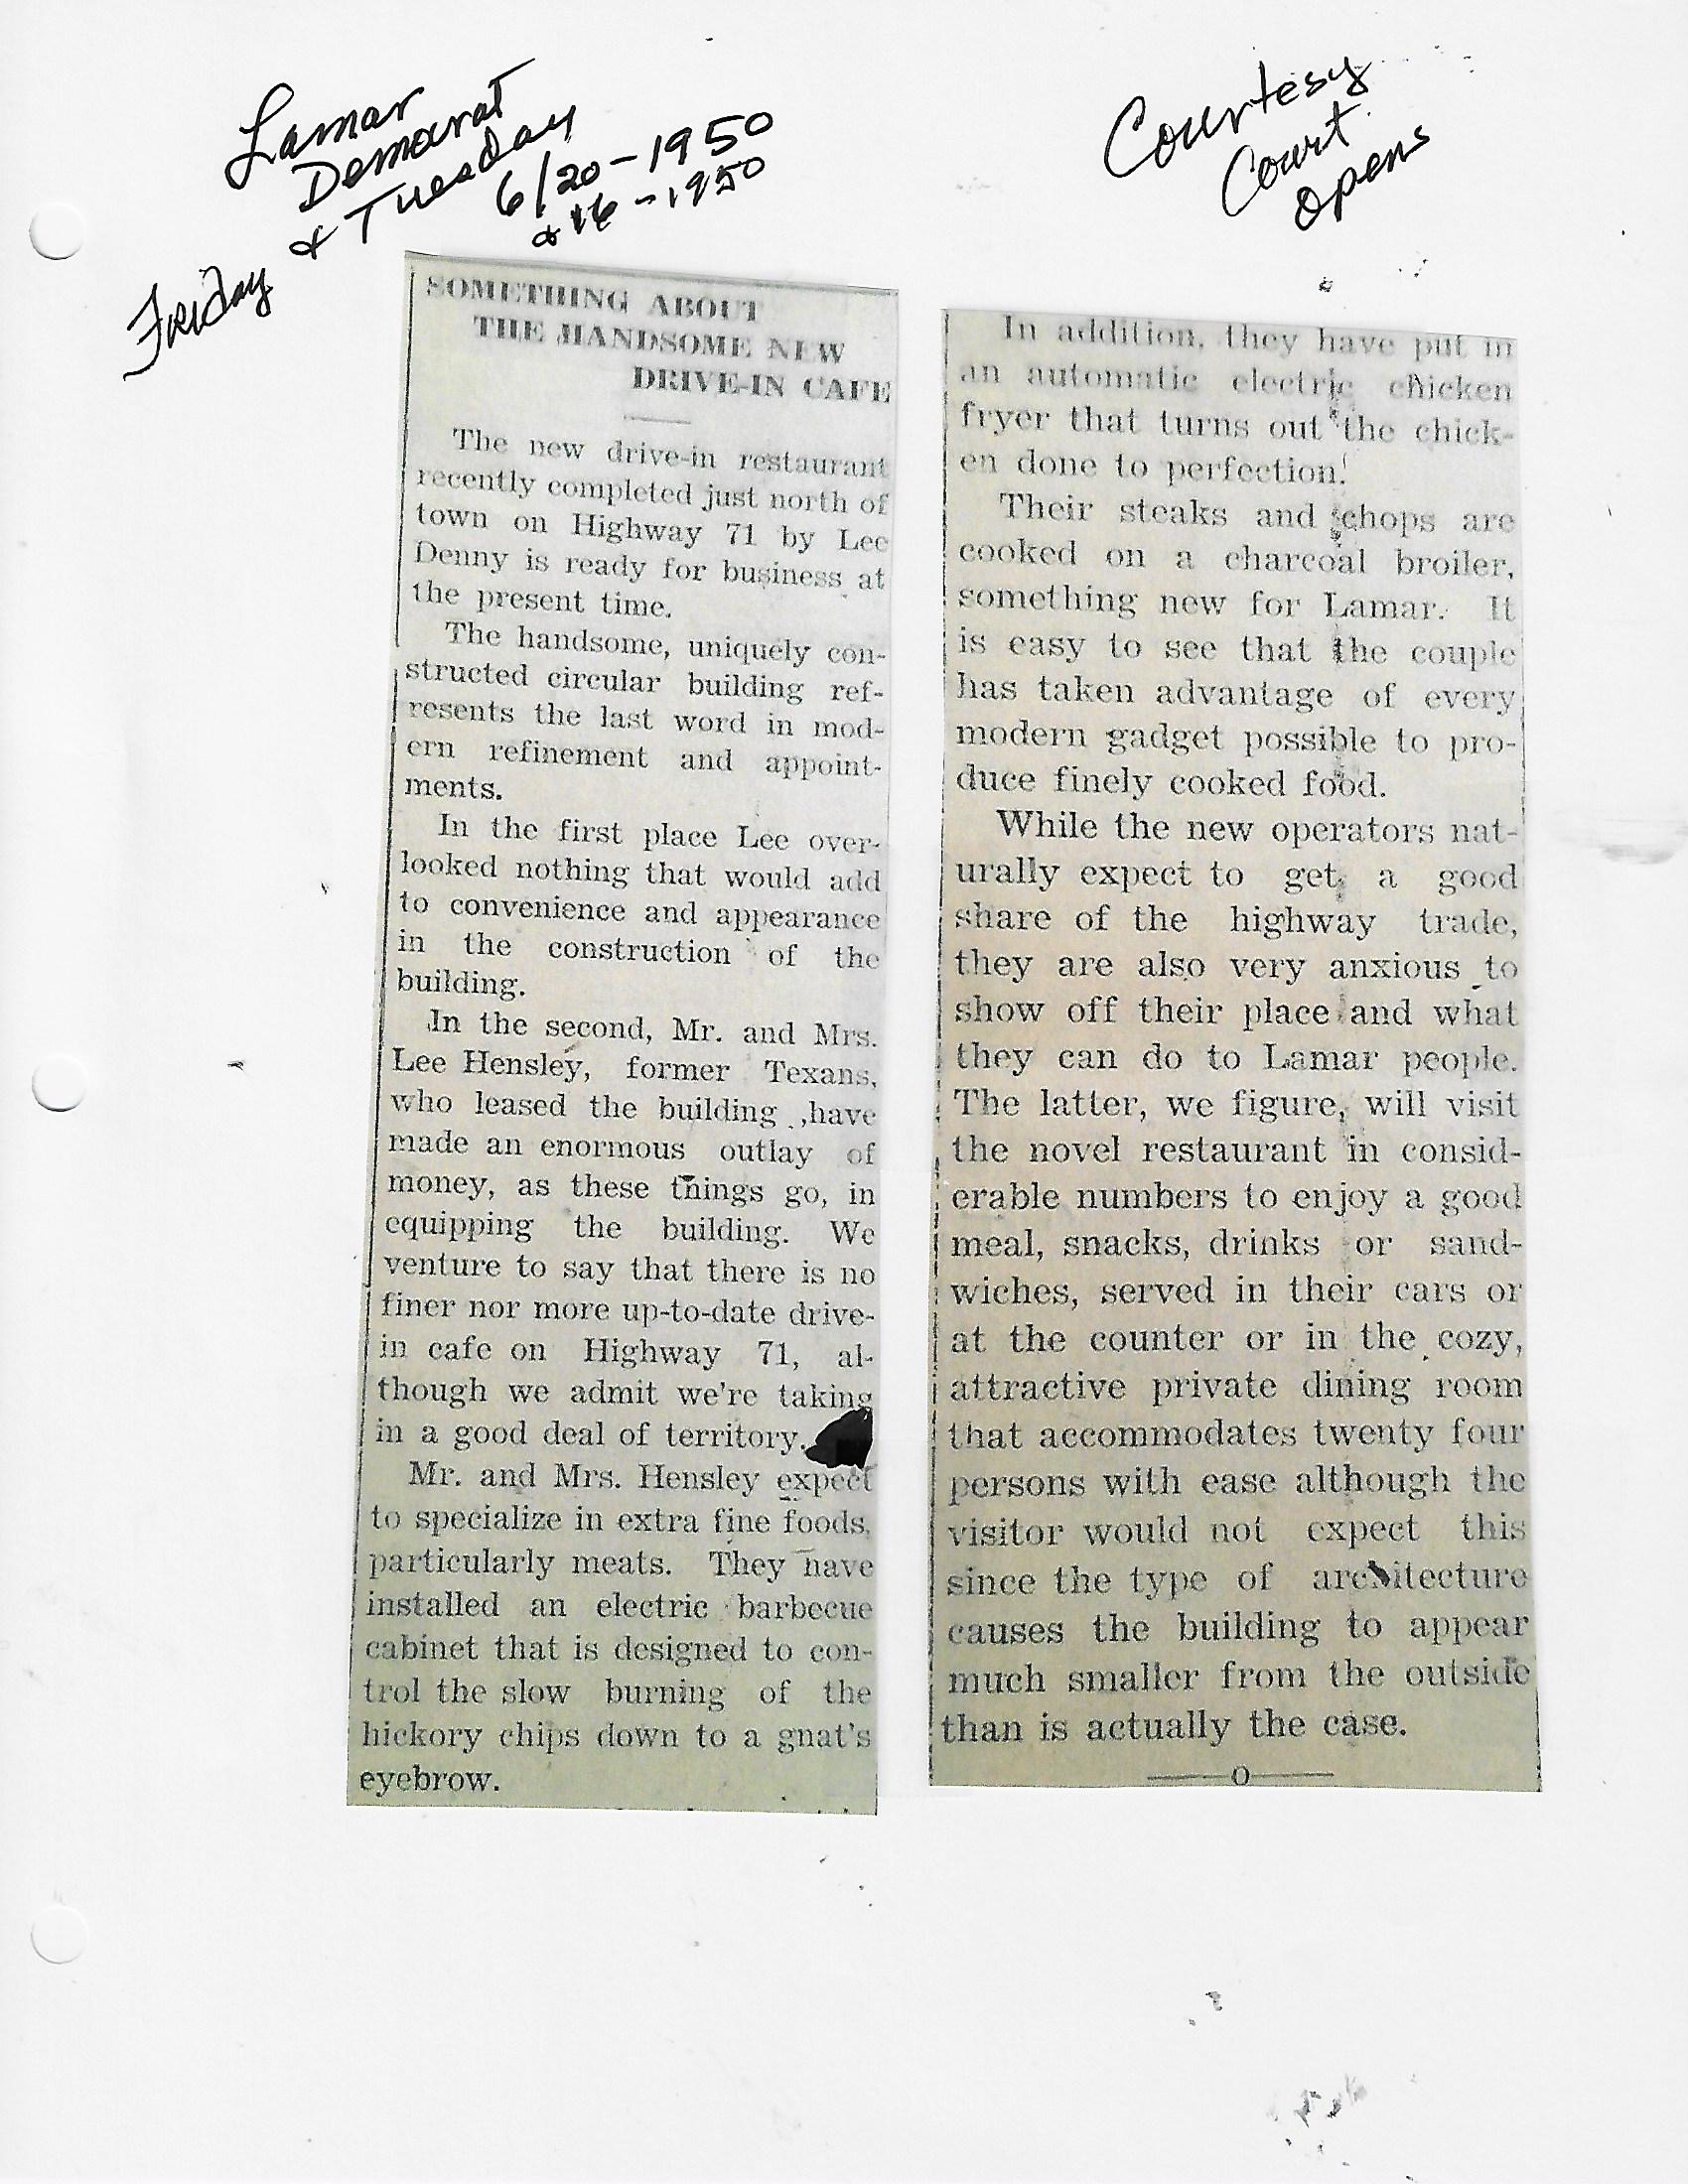 Lamar
Democrat
Friday & Tuesday
6/20-1950
& 16-1950
Courtesy
Court
Opens
SOMETHING ABOUT
THE HANDSOME NEW
DRIVE-IN CAFE
The new drive-in restaurant
recently completed just north of
town on Highway 71 by Lee
Denny is ready for business at
the present time.
The handsome, uniquely con-
structed circular building ref-
resents the last word in mod-
ern refinement and appoint-
ments.
In the first place Lee over-
looked nothing that would add
to convenience and appearance
in the construction of the
building.
In the second, Mr. and Mrs.
Lee Hensley, former Texans,
who leased the building ,have
made an enormous outlay of
money, as these things go, in
equipping the building. We
venture to say that there is no
finer nor more up-to-date drive-
in cafe on Highway 71, al-
though we admit we're taking
in a good deal of territory.
Mr. and Mrs. Hensley expect
to specialize in extra fine foods,
particularly meats. They have
installed an electric barbecue
cabinet that is designed to con-
trol the slow burning of the
hickory chips down to a gnat's
eyebrow.
In addition, they have put in
an automatic electric chicken
fryer that turns out the chick-
en done to perfection.
Their steaks and chops are
cooked on a charcoal broiler,
something new for Lamar. It
is easy to see that the couple
has taken advantage of every
modern gadget possible to pro-
duce finely cooked food.
While the new operators nat-
urally expect to get a good
share of the highway trade,
they are also very anxious to
show off their place and what
they can do to Lamar people.
The latter, we figure, will visit
the novel restaurant in consid-
erable numbers to enjoy a good
meal, snacks, drinks or sand-
wiches, served in their cars or
at the counter or in the cozy,
attractive private dining room
that accommodates twenty four
persons with ease although the
visitor would not expect this
since the type of architecture
causes the building to appear
much smaller from the outside
than is actually the case.
——o——